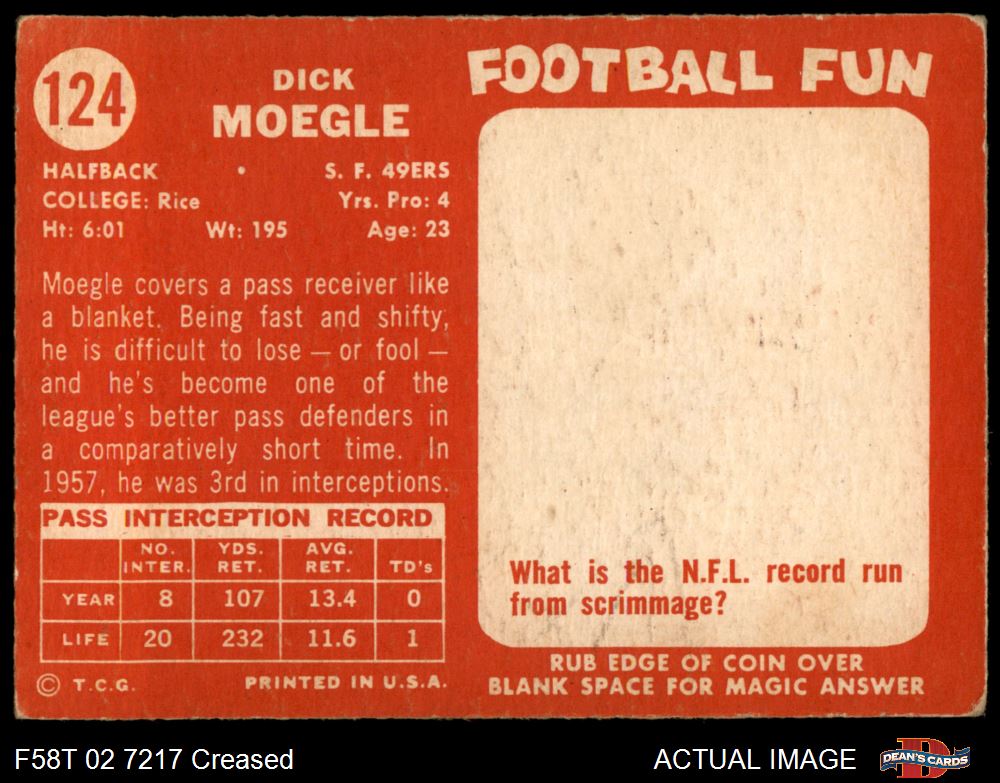 124
DICK
MOEGLE
HALFBACK • S. F. 49ERS
COLLEGE: Rice Yrs. Pro: 4
Ht: 6:01 Wt: 195 Age: 23
Moegle covers a pass receiver like
a blanket. Being fast and shifty,
he is difficult to lose — or fool —
and he's become one of the
league's better pass defenders in
a comparatively short time. In
1957, he was 3rd in interceptions.
PASS INTERCEPTION RECORD
NO. INTER. YDS. RET. AVG. RET. TD's
YEAR 8 107 13.4 0
LIFE 20 232 11.6 1
© T.C.G. PRINTED IN U.S.A.
FOOTBALL FUN
What is the N.F.L. record run
from scrimmage?
RUB EDGE OF COIN OVER
BLANK SPACE FOR MAGIC ANSWER
F58T 02 7217 Creased
ACTUAL IMAGE
DEAN'S CARDS